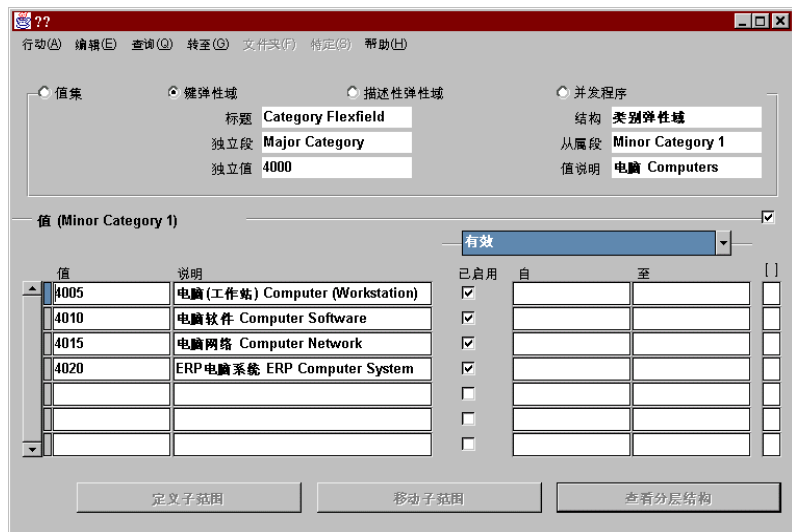 ??
行动(A) 编辑(E) 查询(Q) 转至(G) 文件夹(F) 特定(S) 帮助(H)
值集 键弹性域 描述性弹性域 并发程序
标题 Category Flexfield 结构 类别弹性域
独立段 Major Category 从属段 Minor Category 1
独立值 4000 值说明 电脑 Computers
值 (Minor Category 1)
有效
值 说明 已启用 自 至 [ ]
4005 电脑(工作站) Computer (Workstation)
4010 电脑软件 Computer Software
4015 电脑网络 Computer Network
4020 ERP电脑系统 ERP Computer System
定义子范围 移动子范围 查看分层结构